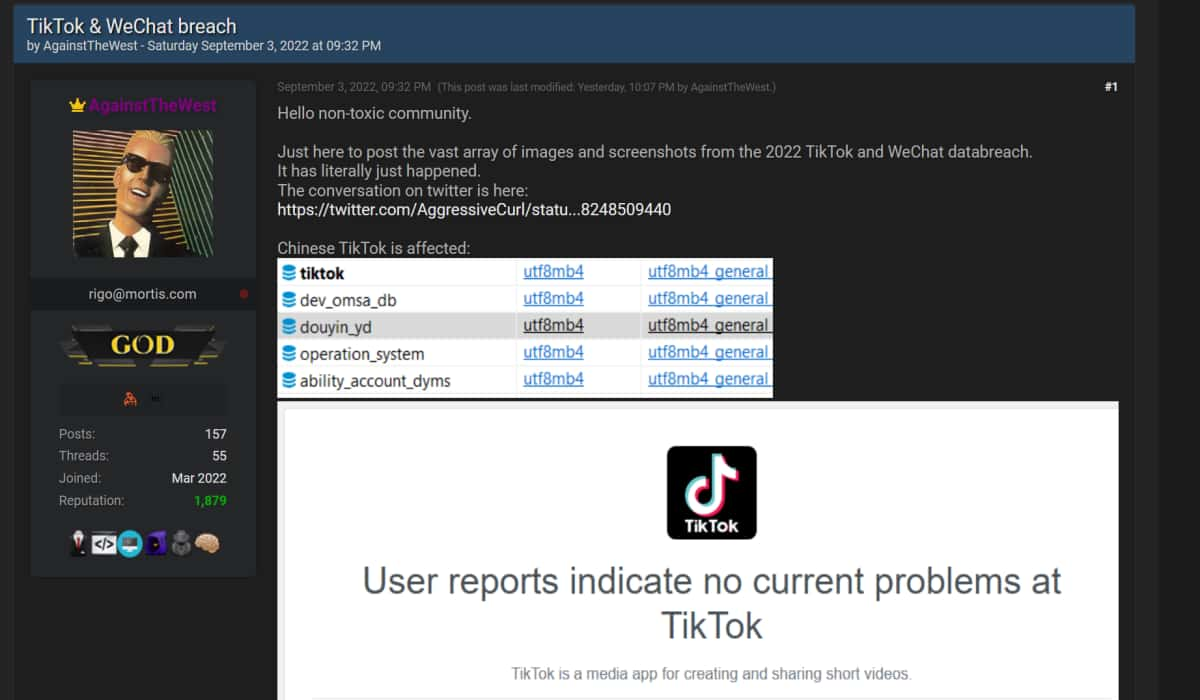 TikTok & WeChat breach
by AgainstTheWest - Saturday September 3, 2022 at 09:32 PM
AgainstTheWest
rigo@mortis.com
GOD
Posts: 157
Threads: 55
Joined: Mar 2022
Reputation: 1,879
</>
September 3, 2022, 09:32 PM (This post was last modified: Yesterday, 10:07 PM by AgainstTheWest.)
#1
Hello non-toxic community.
Just here to post the vast array of images and screenshots from the 2022 TikTok and WeChat databreach.
It has literally just happened.
The conversation on twitter is here:
https://twitter.com/AggressiveCurl/statu...8248509440
Chinese TikTok is affected:
tiktok utf8mb4 utf8mb4_general
dev_omsa_db utf8mb4 utf8mb4_general
douyin_yd utf8mb4 utf8mb4_general
operation_system utf8mb4 utf8mb4_general
ability_account_dyms utf8mb4 utf8mb4_general
TikTok
User reports indicate no current problems at
TikTok
TikTok is a media app for creating and sharing short videos.